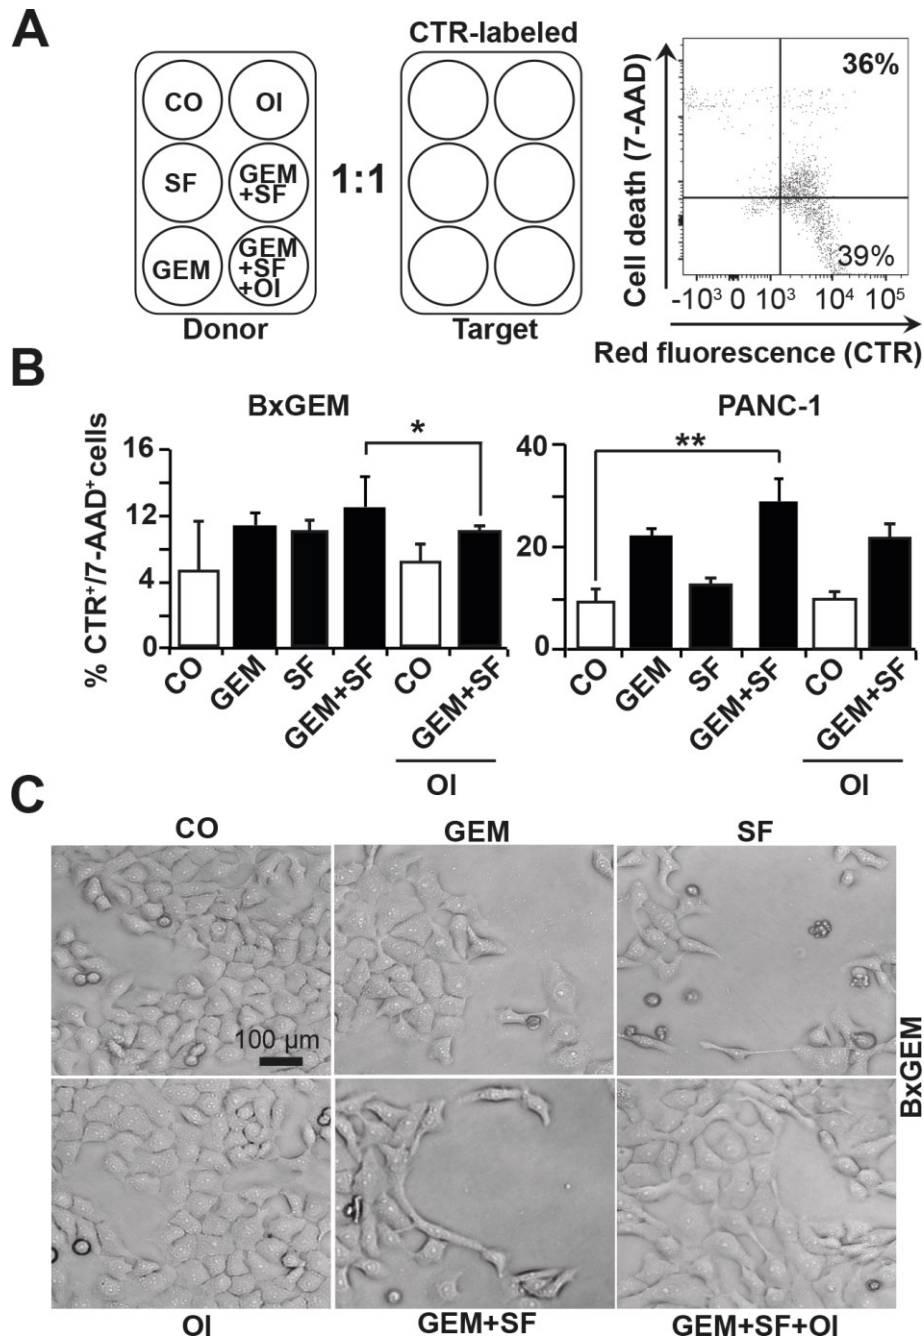 A
CTR-labeled
CO
OI
SF
GEM
+SF
GEM
GEM
+SF
+OI
1:1
Donor
Target
Cell death (7-AAD)
36%
39%
-10³ 0 10³ 10⁴ 10⁵
Red fluorescence (CTR)
B
BxGEM
% CTR⁺/7-AAD⁺cells
16
12
4
0
*
CO
GEM
SF
GEM+SF
CO
GEM+SF
OI
PANC-1
40
20
0
**
CO
GEM
SF
GEM+SF
CO
GEM+SF
OI
C
CO
GEM
SF
100 µm
BxGEM
OI
GEM+SF
GEM+SF+OI